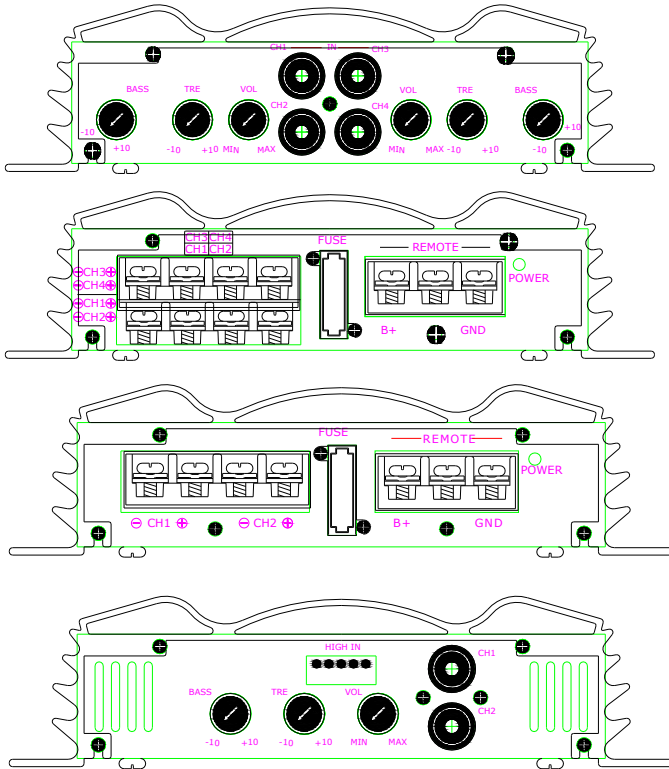 CH1 IN CH3
BASS TRE VOL VOL TRE BASS
CH2 CH4
-10 +10 -10 +10 MIN MAX MIN MAX -10 +10 -10 +10
CH3 CH4
CH1 CH2
FUSE REMOTE
⊖CH3⊕
⊖CH4⊕
POWER
⊖CH1⊕
⊖CH2⊕
B+ GND
FUSE REMOTE
POWER
⊖ CH1 ⊕ ⊖ CH2 ⊕ B+ GND
HIGH IN
CH1
BASS TRE VOL
CH2
-10 +10 -10 +10 MIN MAX